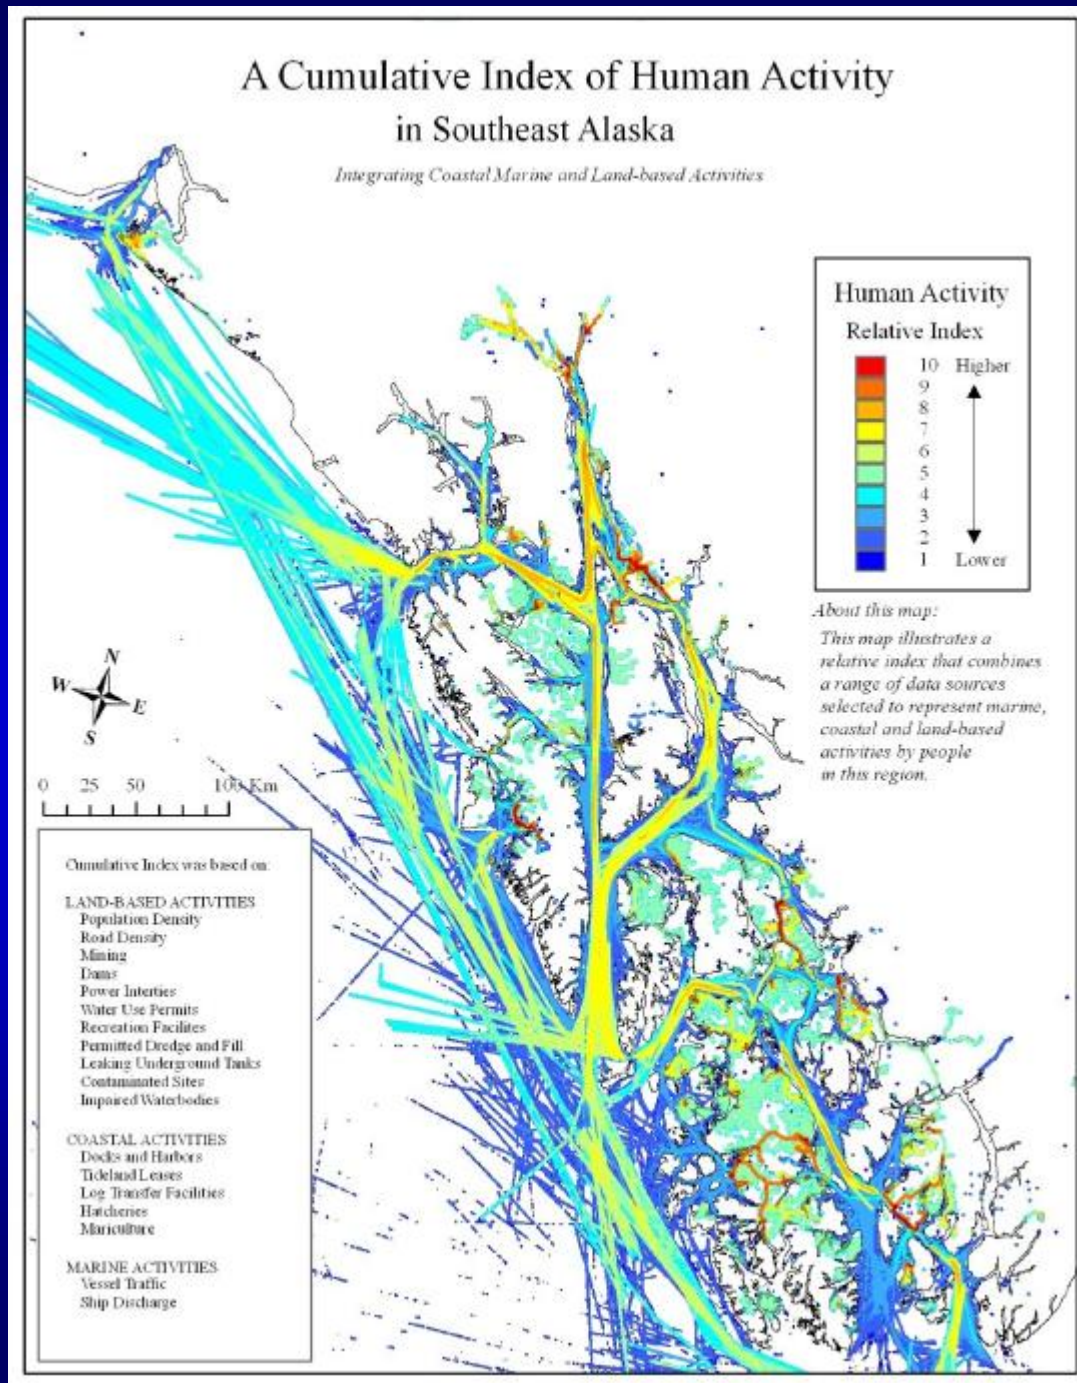 A Cumulative Index of Human Activity
in Southeast Alaska
Integrating Coastal Marine and Land-based Activities
Human Activity
Relative Index
10 Higher
9
8
7
6
5
4
3
2
1 Lower
About this map:
This map illustrates a
relative index that combines
a range of data sources
selected to represent marine,
coastal and land-based
activities by people
in this region.
N
W
E
S
0 25 50 100 Km
Cumulative Index was based on:
LAND-BASED ACTIVITIES
Population Density
Road Density
Mining
Dams
Power Interties
Water Use Permits
Recreation Facilites
Permitted Dredge and Fill
Leaking Underground Tanks
Contaminated Sites
Impaired Waterbodies
COASTAL ACTIVITIES
Docks and Harbors
Tideland Leases
Log Transfer Facilities
Hatcheries
Mariculture
MARINE ACTIVITIES
Vessel Traffic
Ship Discharge